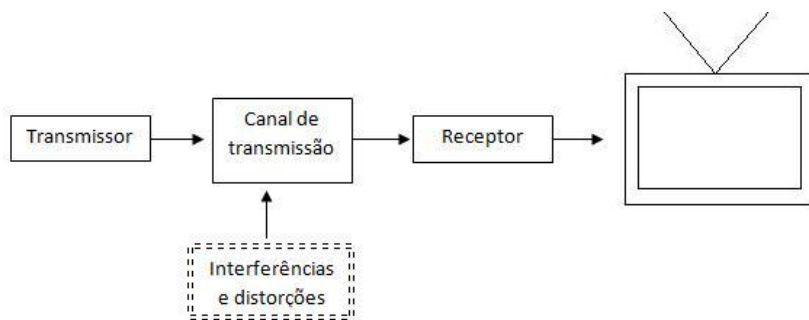 Transmissor
Canal de
transmissão
Receptor
Interferências
e distorções